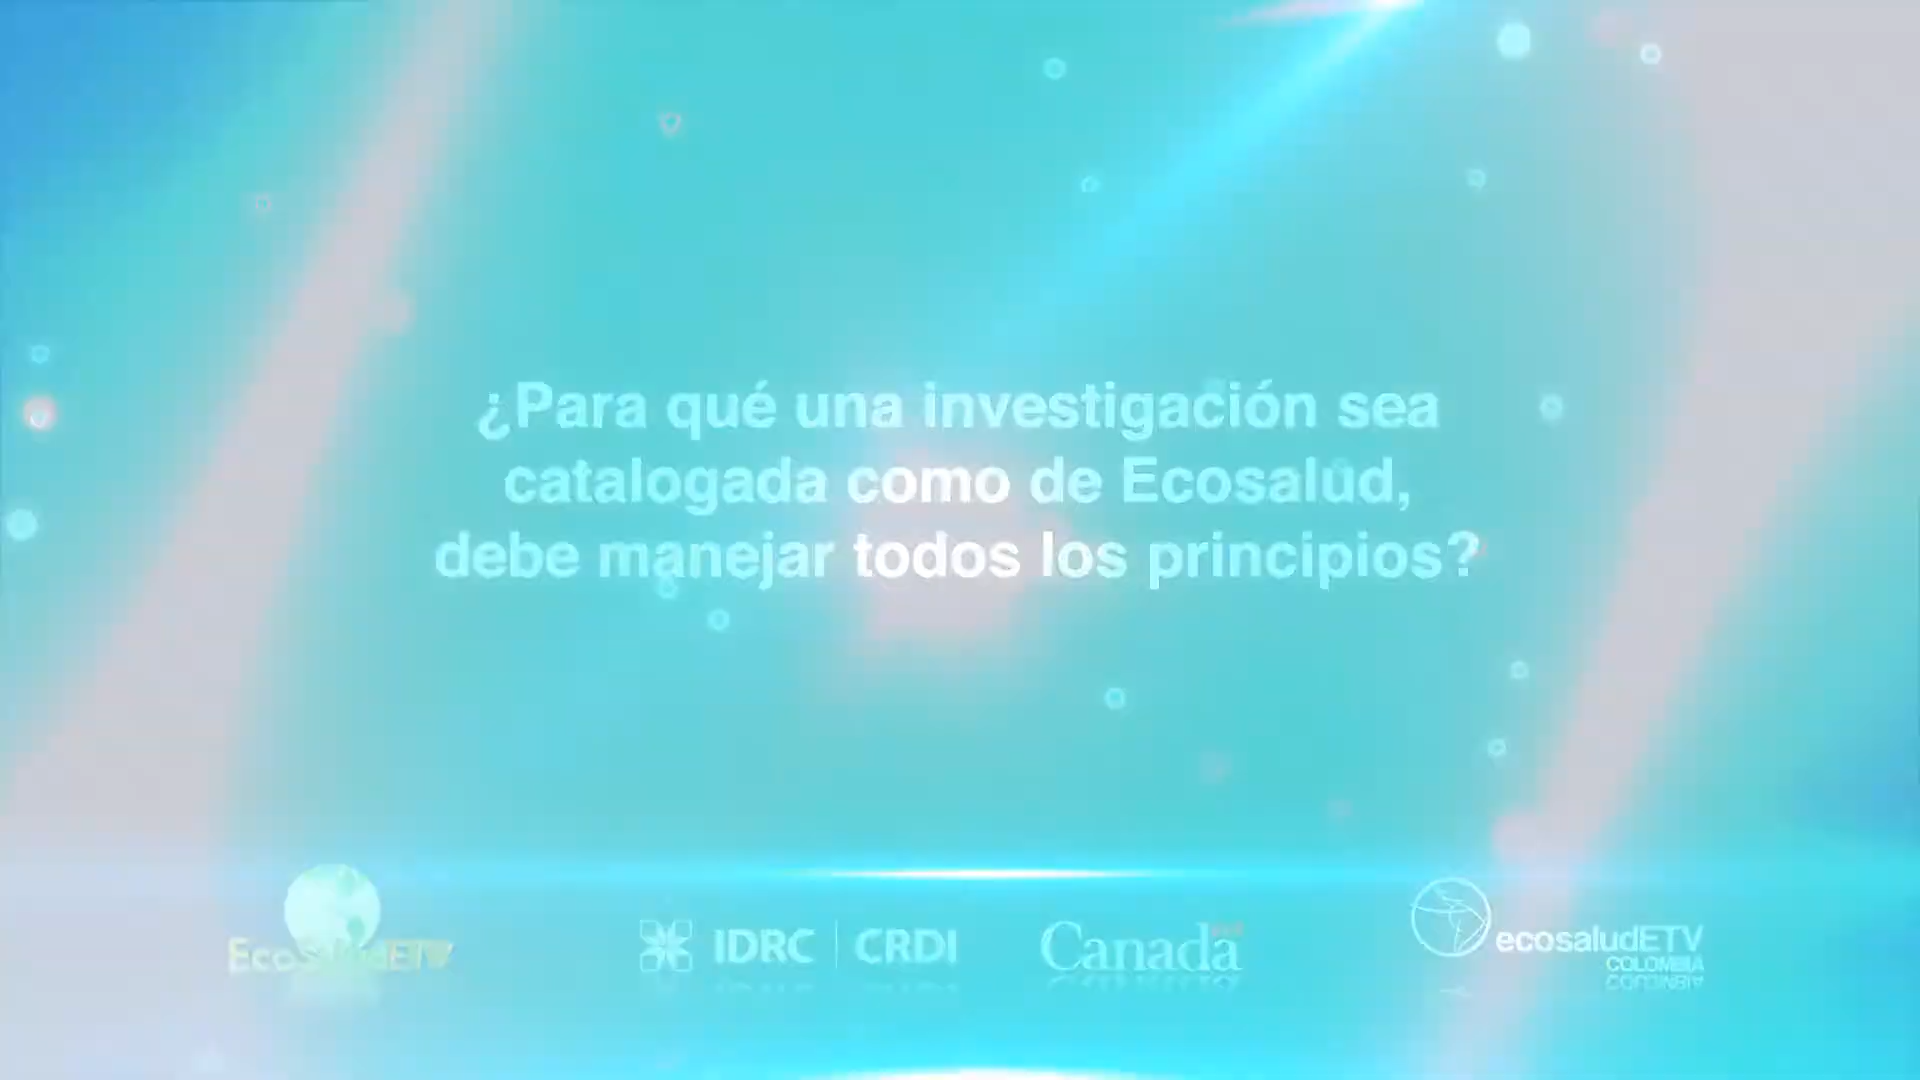 ¿Para qué una investigación sea
catalogada como de Ecosalud,
debe manejar todos los principios?
EcoSaludETV
IDRC | CRDI
Canada
ecosaludETV
COLOMBIA